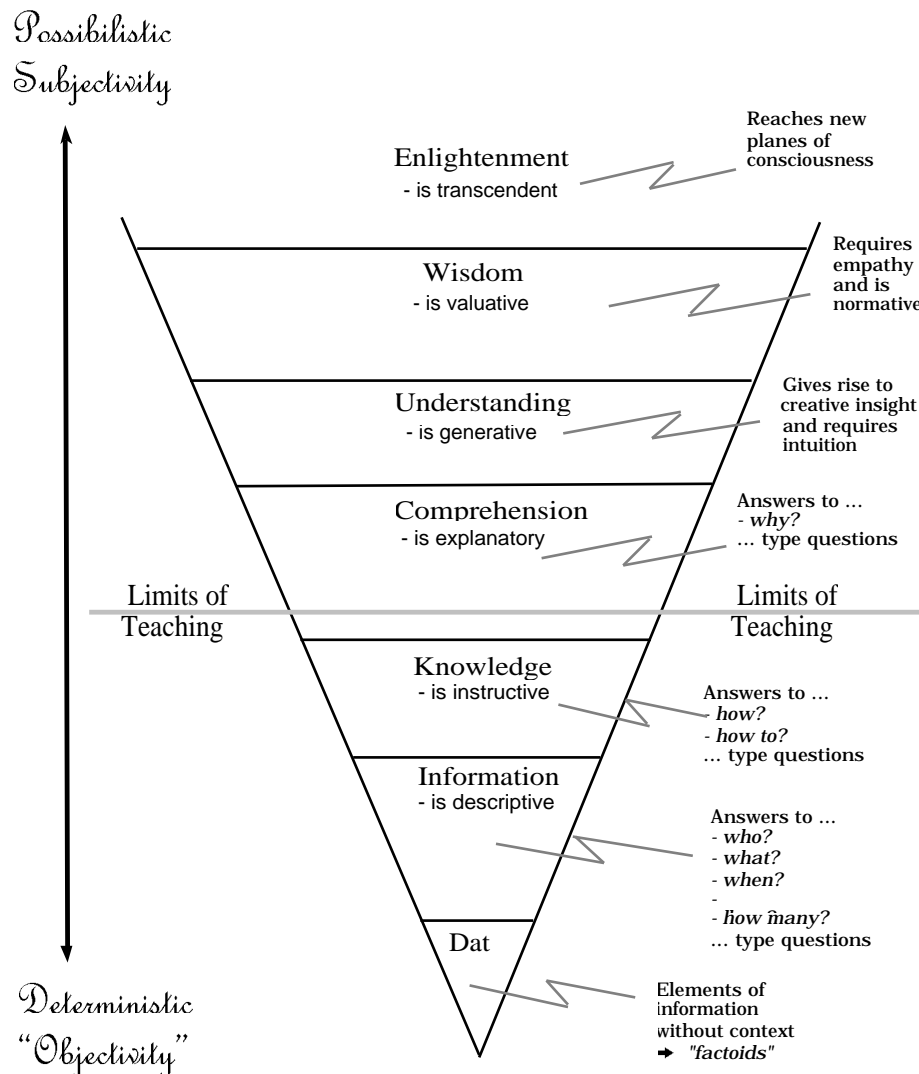 Possibilistic
Subjectivity
Reaches new
planes of
consciousness
Enlightenment
- is transcendent
Requires
empathy
and is
normative
Wisdom
- is valuative
Gives rise to
creative insight
and requires
intuition
Understanding
- is generative
Answers to ...
- why?
... type questions
Comprehension
- is explanatory
Limits of
Teaching
Limits of
Teaching
Knowledge
- is instructive
Answers to ...
- how?
- how to?
... type questions
Information
- is descriptive
Answers to ...
- who?
- what?
- when?
-
- how many?
... type questions
Dat
Elements of
information
without context
➔ "factoids"
Deterministic
“Objectivity”